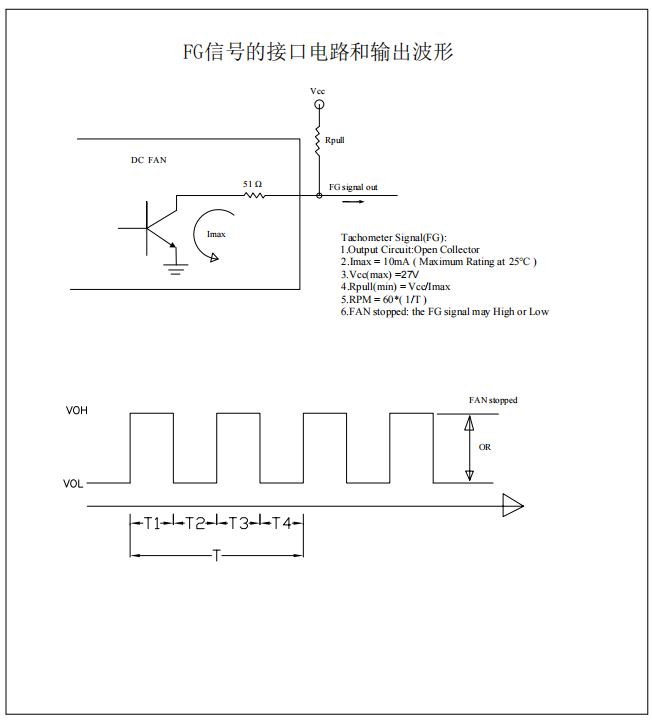 FG信号的接口电路和输出波形
Vcc
Rpull
DC FAN
51 Ω
FG signal out
Imax
Tachometer Signal(FG):
1.Output Circuit:Open Collector
2.Imax = 10mA ( Maximum Rating at 25℃ )
3.Vcc(max) =27V
4.Rpull(min) = Vcc/Imax
5.RPM = 60*( 1/T )
6.FAN stopped: the FG signal may High or Low
FAN stopped
VOH
OR
VOL
T1 T2 T3 T4
T